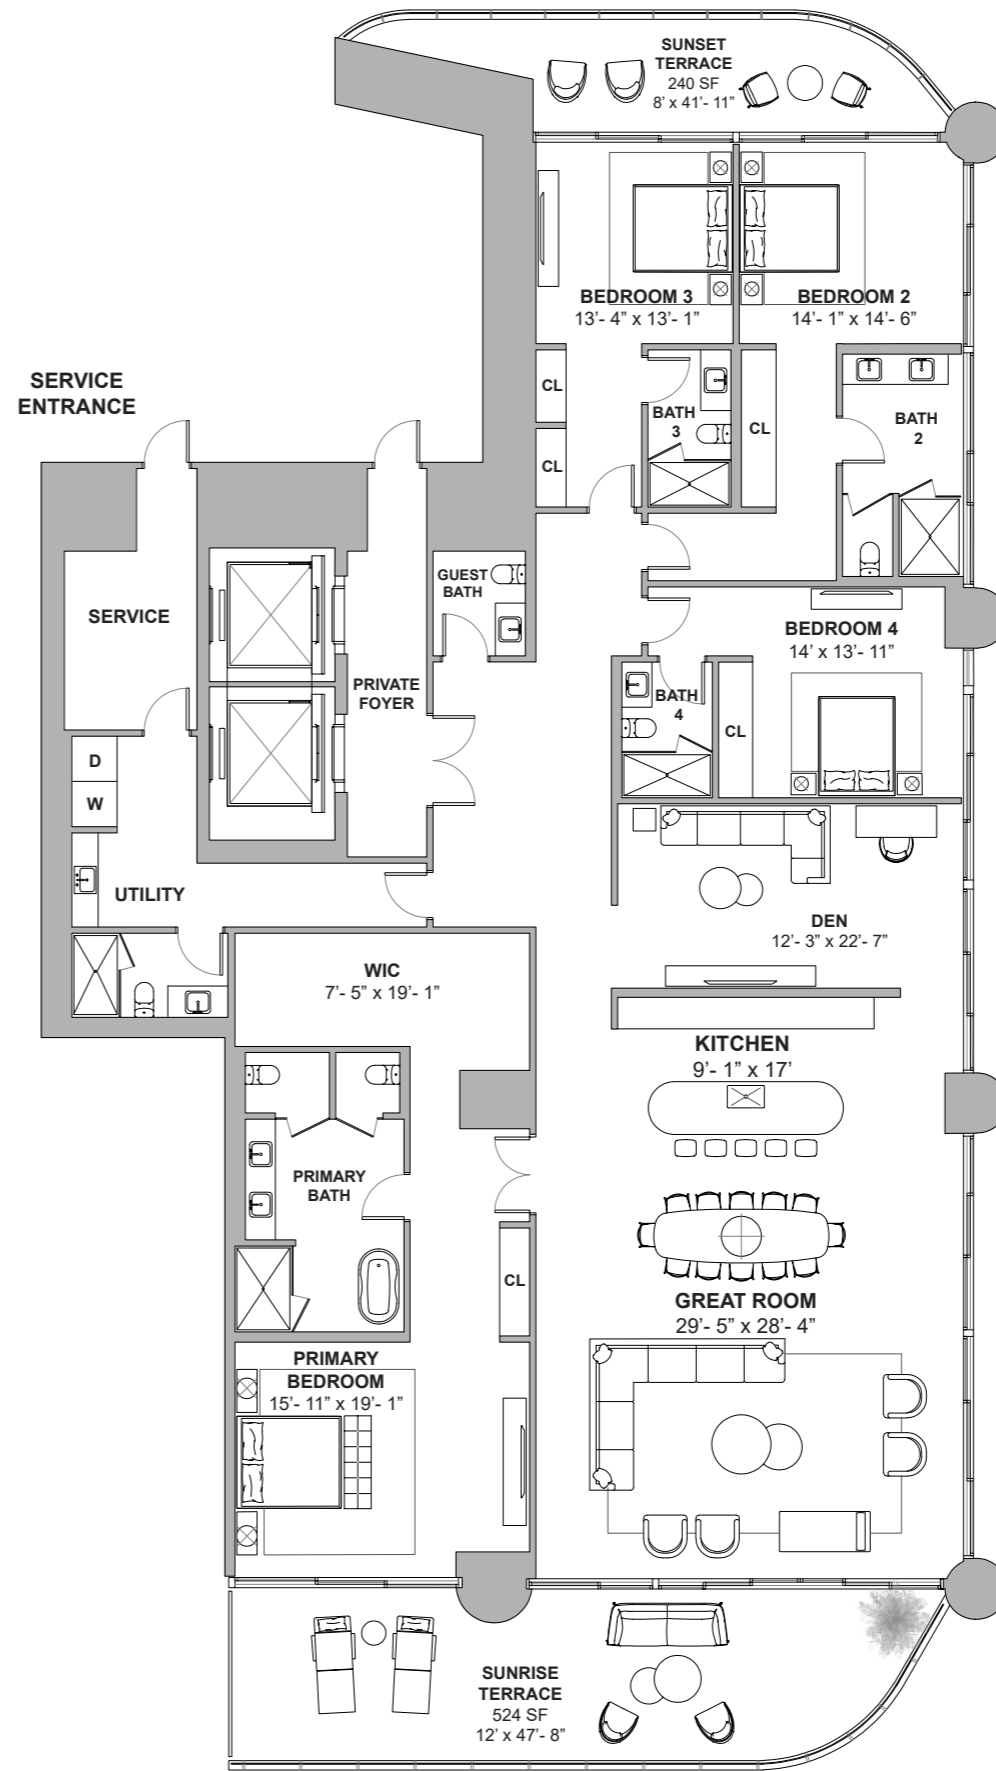 SUNSET
TERRACE
240 SF
8' x 41'- 11"
BEDROOM 3
13'- 4" x 13'- 1"
BEDROOM 2
14'- 1" x 14'- 6"
SERVICE
ENTRANCE
CL
CL
BATH
3
CL
BATH
2
GUEST
BATH
SERVICE
BEDROOM 4
14' x 13'- 11"
PRIVATE
FOYER
BATH
4
CL
D
W
UTILITY
DEN
12'- 3" x 22'- 7"
WIC
7'- 5" x 19'- 1"
KITCHEN
9'- 1" x 17'
PRIMARY
BATH
CL
GREAT ROOM
29'- 5" x 28'- 4"
PRIMARY
BEDROOM
15'- 11" x 19'- 1"
SUNRISE
TERRACE
524 SF
12' x 47'- 8"